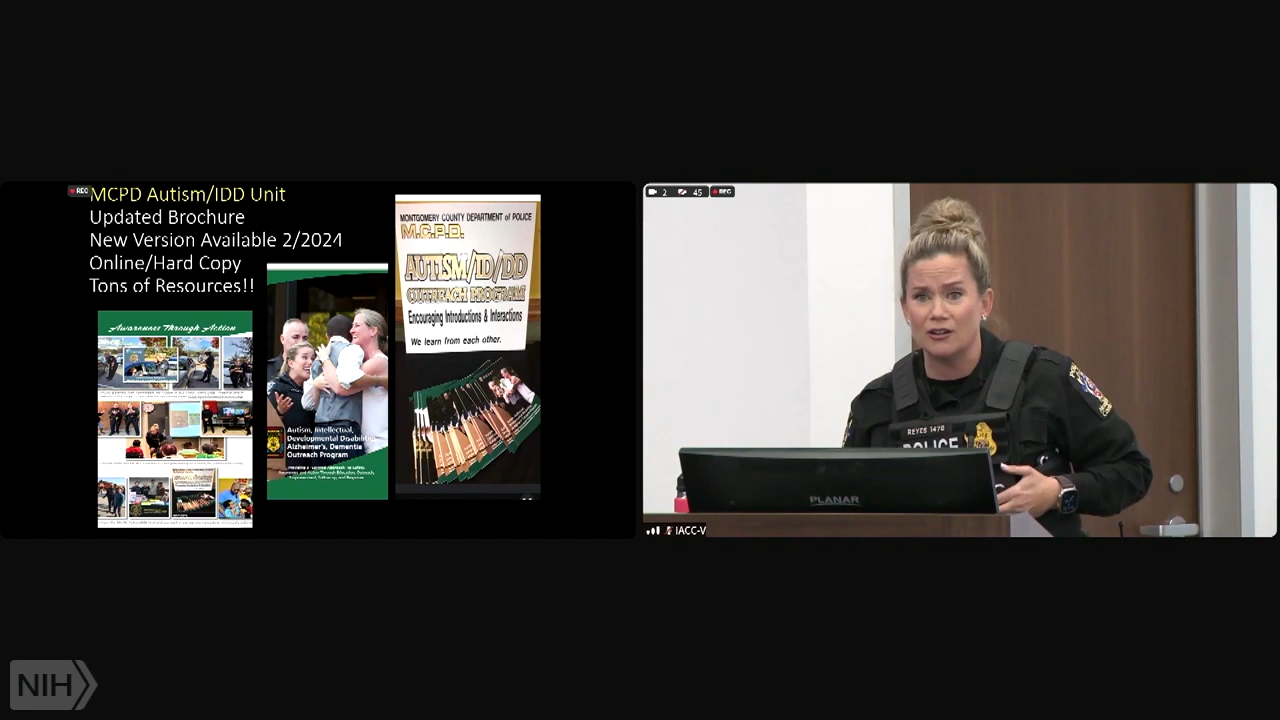 REC
MCPD Autism/IDD Unit
Updated Brochure
New Version Available 2/2024
Online/Hard Copy
Tons of Resources!!
Awareness Through Action
Autism, Intellectual,
Developmental Disabilities
Alzheimer's, Dementia
Outreach Program
MONTGOMERY COUNTY DEPARTMENT of POLICE
M.C.P.D.
AUTISM/ID/DD
OUTREACH PROGRAM
Encouraging Introductions & Interactions
We learn from each other.
2 45 REC
REYES 1476
POLICE
PLANAR
IACC-V
NIH